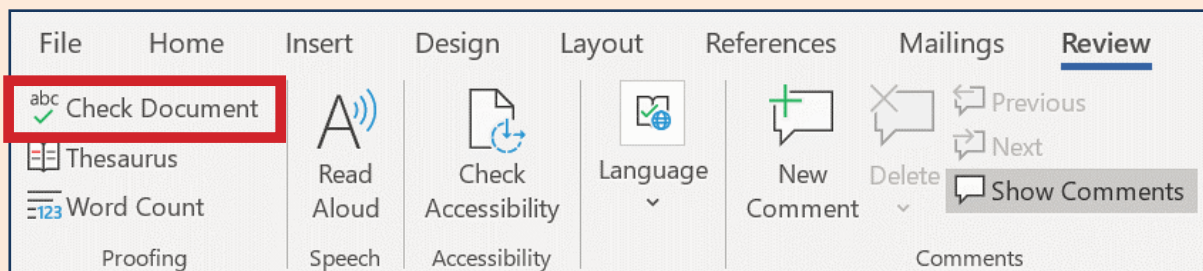 File Home Insert Design Layout References Mailings Review
abc Check Document
Thesaurus
123 Word Count
Proofing
Read
Aloud
Speech
Check
Accessibility
Accessibility
Language
New
Comment
Delete
Previous
Next
Show Comments
Comments